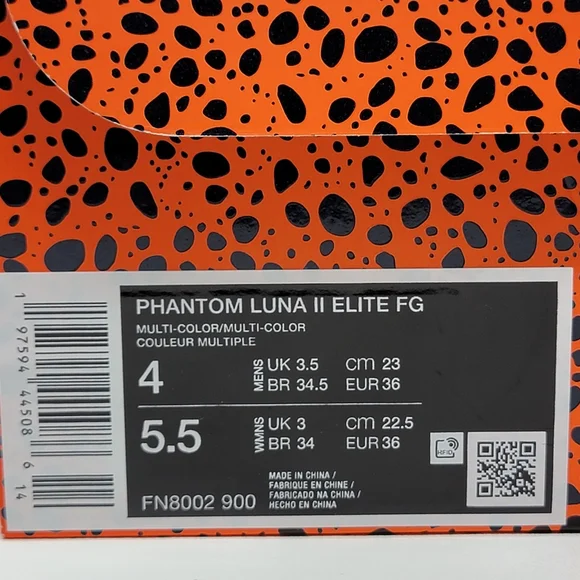 PHANTOM LUNA II ELITE FG
MULTI-COLOR/MULTI-COLOR
COULEUR MULTIPLE
4 MENS UK 3.5 CM 23
BR 34.5 EUR 36
5.5 WMNS UK 3 CM 22.5
BR 34 EUR 36
RFID
MADE IN CHINA /
FABRIQUE EN CHINE /
FABRICADO NA CHINA /
HECHO EN CHINA
FN8002 900
1 97594 44508 6 14